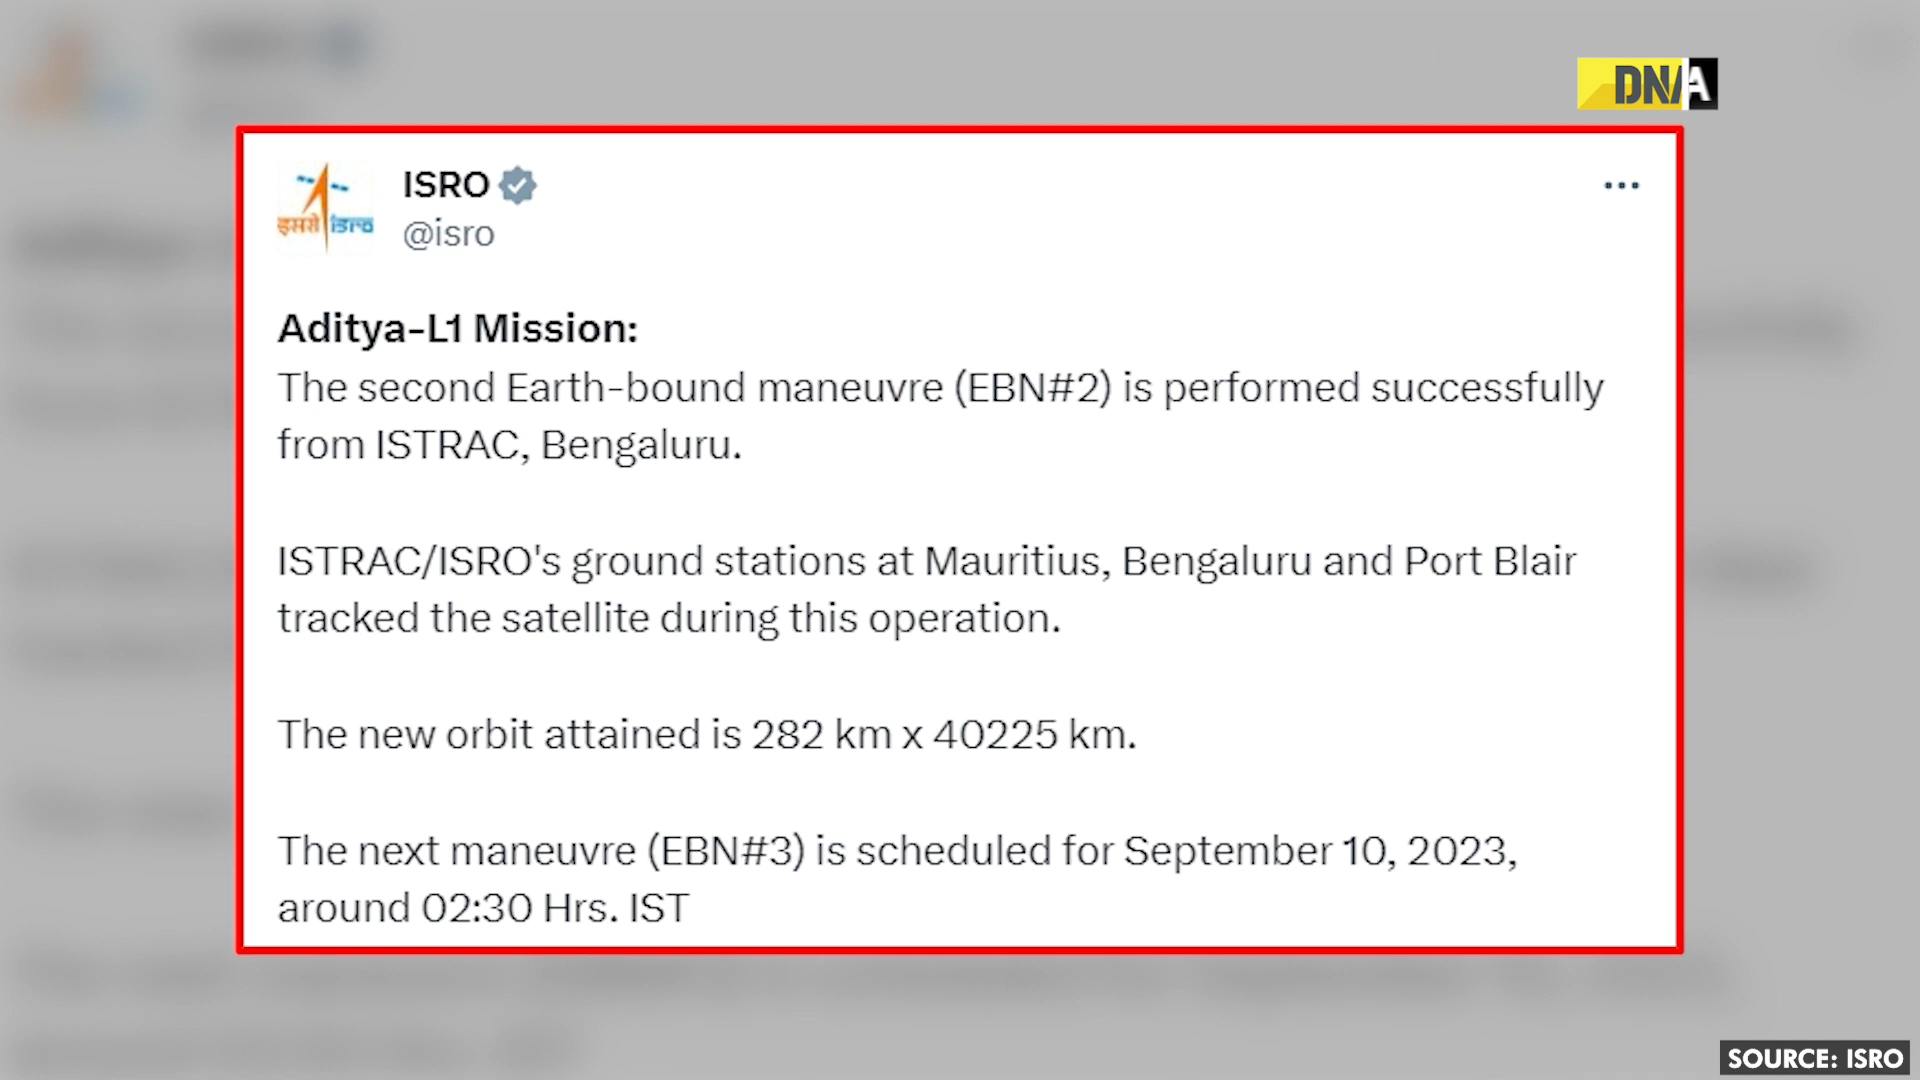 DNA
ISRO
इसरो isro
@isro
Aditya-L1 Mission:
The second Earth-bound maneuvre (EBN#2) is performed successfully
from ISTRAC, Bengaluru.
ISTRAC/ISRO's ground stations at Mauritius, Bengaluru and Port Blair
tracked the satellite during this operation.
The new orbit attained is 282 km x 40225 km.
The next maneuvre (EBN#3) is scheduled for September 10, 2023,
around 02:30 Hrs. IST
SOURCE: ISRO